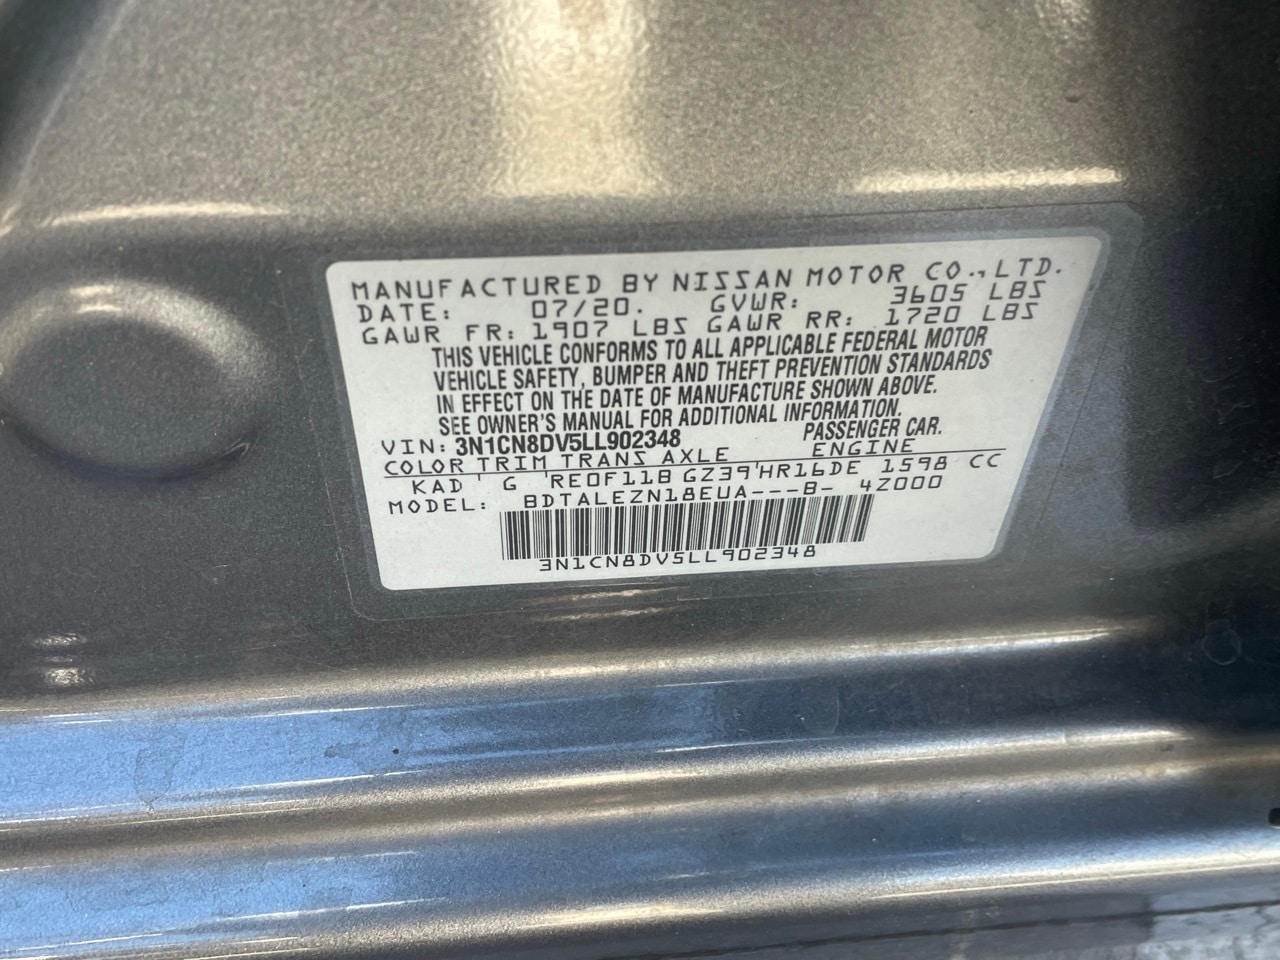 MANUFACTURED BY NISSAN MOTOR CO.,LTD.
DATE: 07/20. GVWR: 3605 LBS
GAWR FR: 1907 LBS GAWR RR: 1720 LBS
THIS VEHICLE CONFORMS TO ALL APPLICABLE FEDERAL MOTOR
VEHICLE SAFETY, BUMPER AND THEFT PREVENTION STANDARDS
IN EFFECT ON THE DATE OF MANUFACTURE SHOWN ABOVE.
SEE OWNER'S MANUAL FOR ADDITIONAL INFORMATION.
VIN: 3N1CN8DV5LL902348 PASSENGER CAR.
COLOR TRIM TRANS AXLE ENGINE
KAD ' G 'RE0F11B GZ39'HR16DE 1598 CC
MODEL: BDTALEZN18EUA---B- 4Z000
3N1CN8DV5LL902348